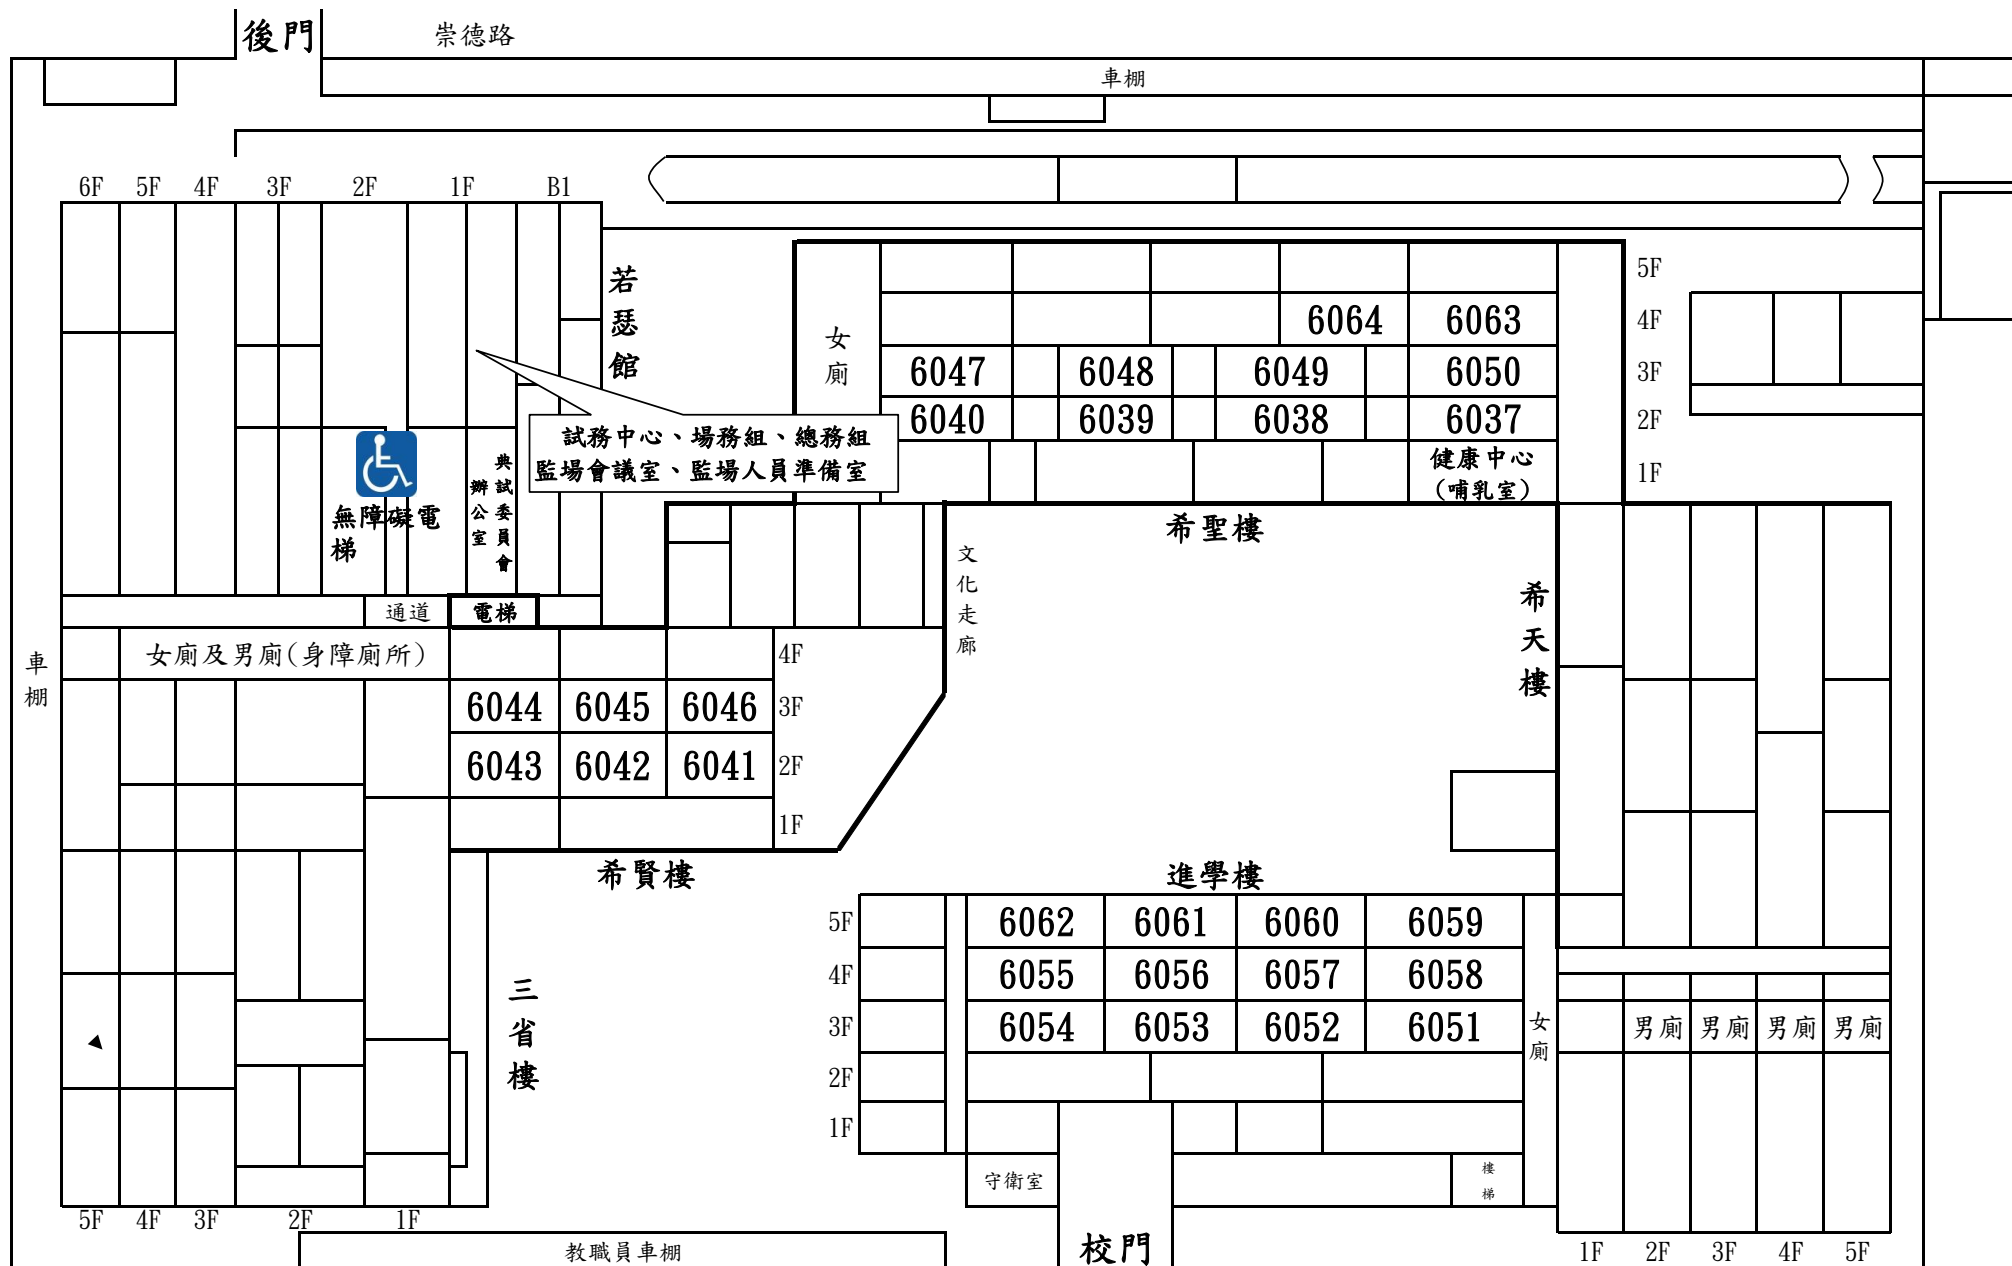 後門
崇德路
車棚
6F 5F 4F 3F 2F 1F B1
若瑟館
試務中心、場務組、總務組
監場會議室、監場人員準備室
無障礙電
梯
典試委員會
辦公室
通道
電梯
女廁
5F
6064 6063 4F
6047 6048 6049 6050 3F
6040 6039 6038 6037 2F
健康中心
(哺乳室)
1F
希聖樓
文化走廊
希天樓
車棚
女廁及男廁(身障廁所)
4F
6044 6045 6046 3F
6043 6042 6041 2F
1F
希賢樓
三省樓
進學樓
5F 6062 6061 6060 6059
4F 6055 6056 6057 6058
3F 6054 6053 6052 6051
2F
1F
女廁
男廁 男廁 男廁 男廁
守衛室
樓梯
校門
5F 4F 3F 2F 1F
教職員車棚
1F 2F 3F 4F 5F